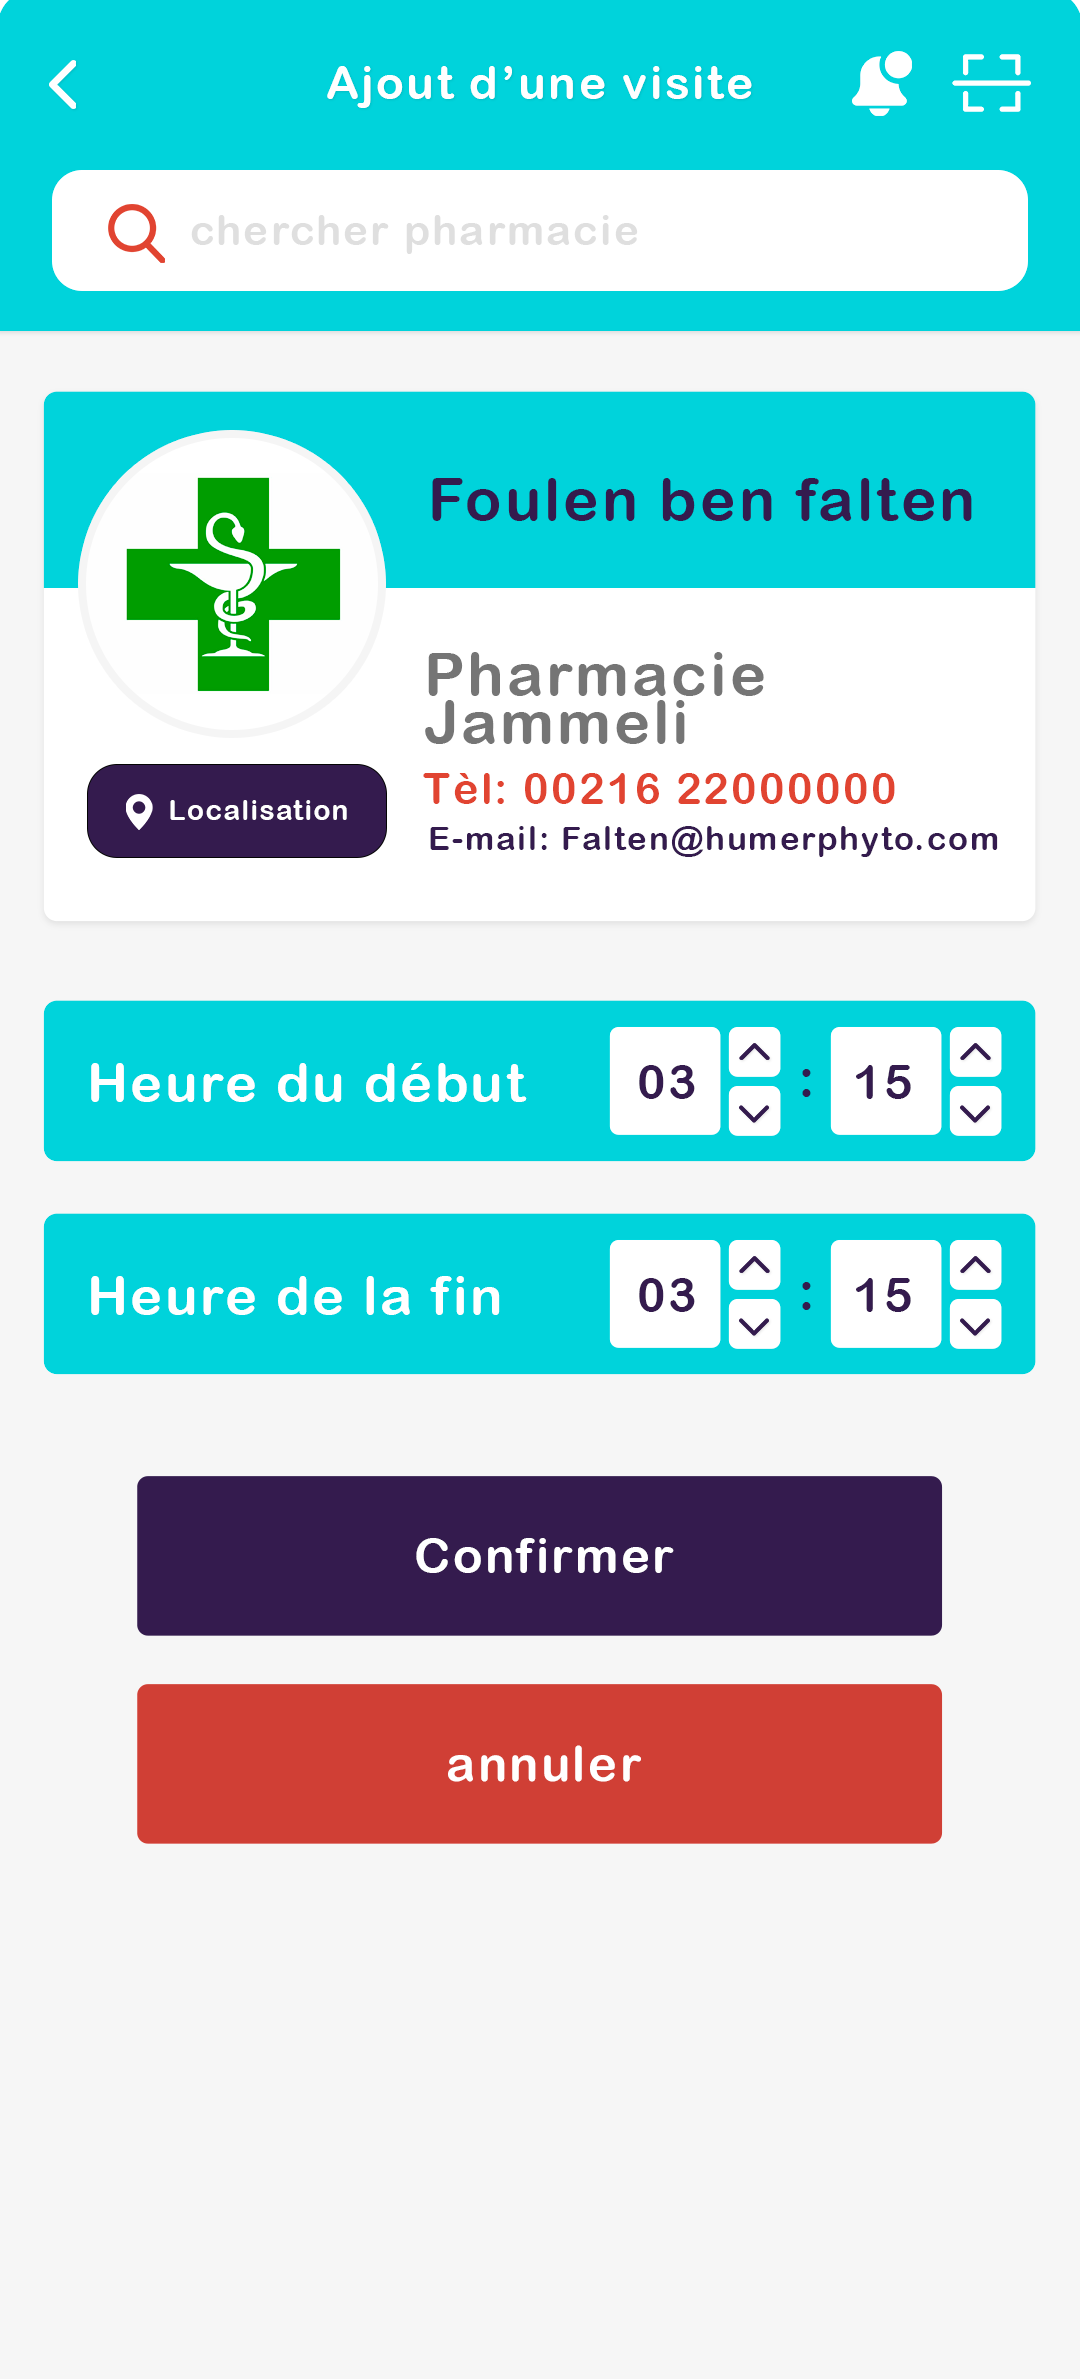 Ajout d’une visite
chercher pharmacie
Foulen ben falten
Pharmacie
Jammeli
Tèl: 00216 22000000
Localisation
E-mail: Falten@humerphyto.com
Heure du début 03 : 15
Heure de la fin 03 : 15
Confirmer
annuler